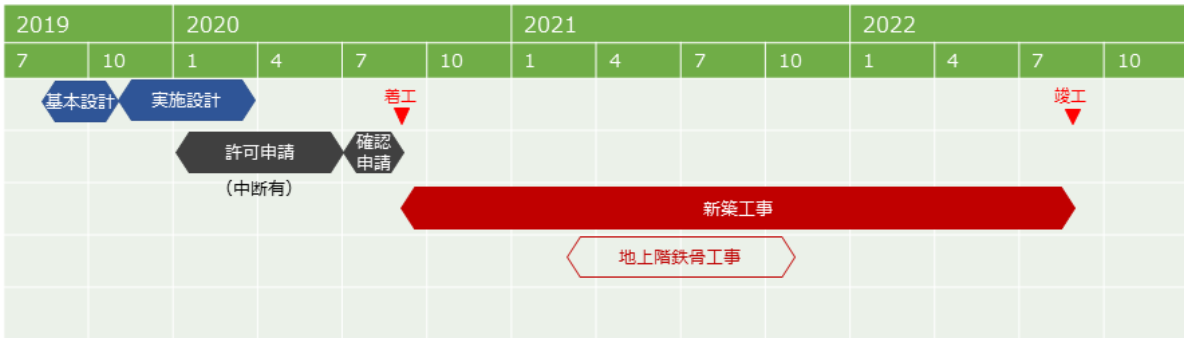 2019 2020 2021 2022
7 10 1 4 7 10 1 4 7 10 1 4 7 10
基本設計 実施設計 着工 竣工
許可申請 確認
申請
（中断有）
新築工事
地上階鉄骨工事